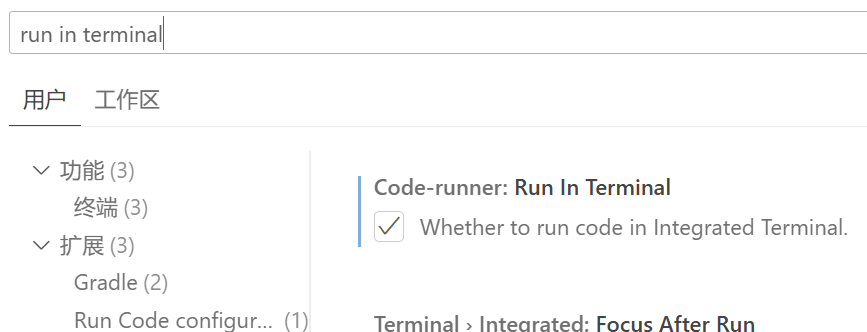 run in terminal
用户 工作区
功能 (3)
终端 (3)
扩展 (3)
Gradle (2)
Run Code configur... (1)
Code-runner: Run In Terminal
Whether to run code in Integrated Terminal.
Terminal › Integrated: Focus After Run